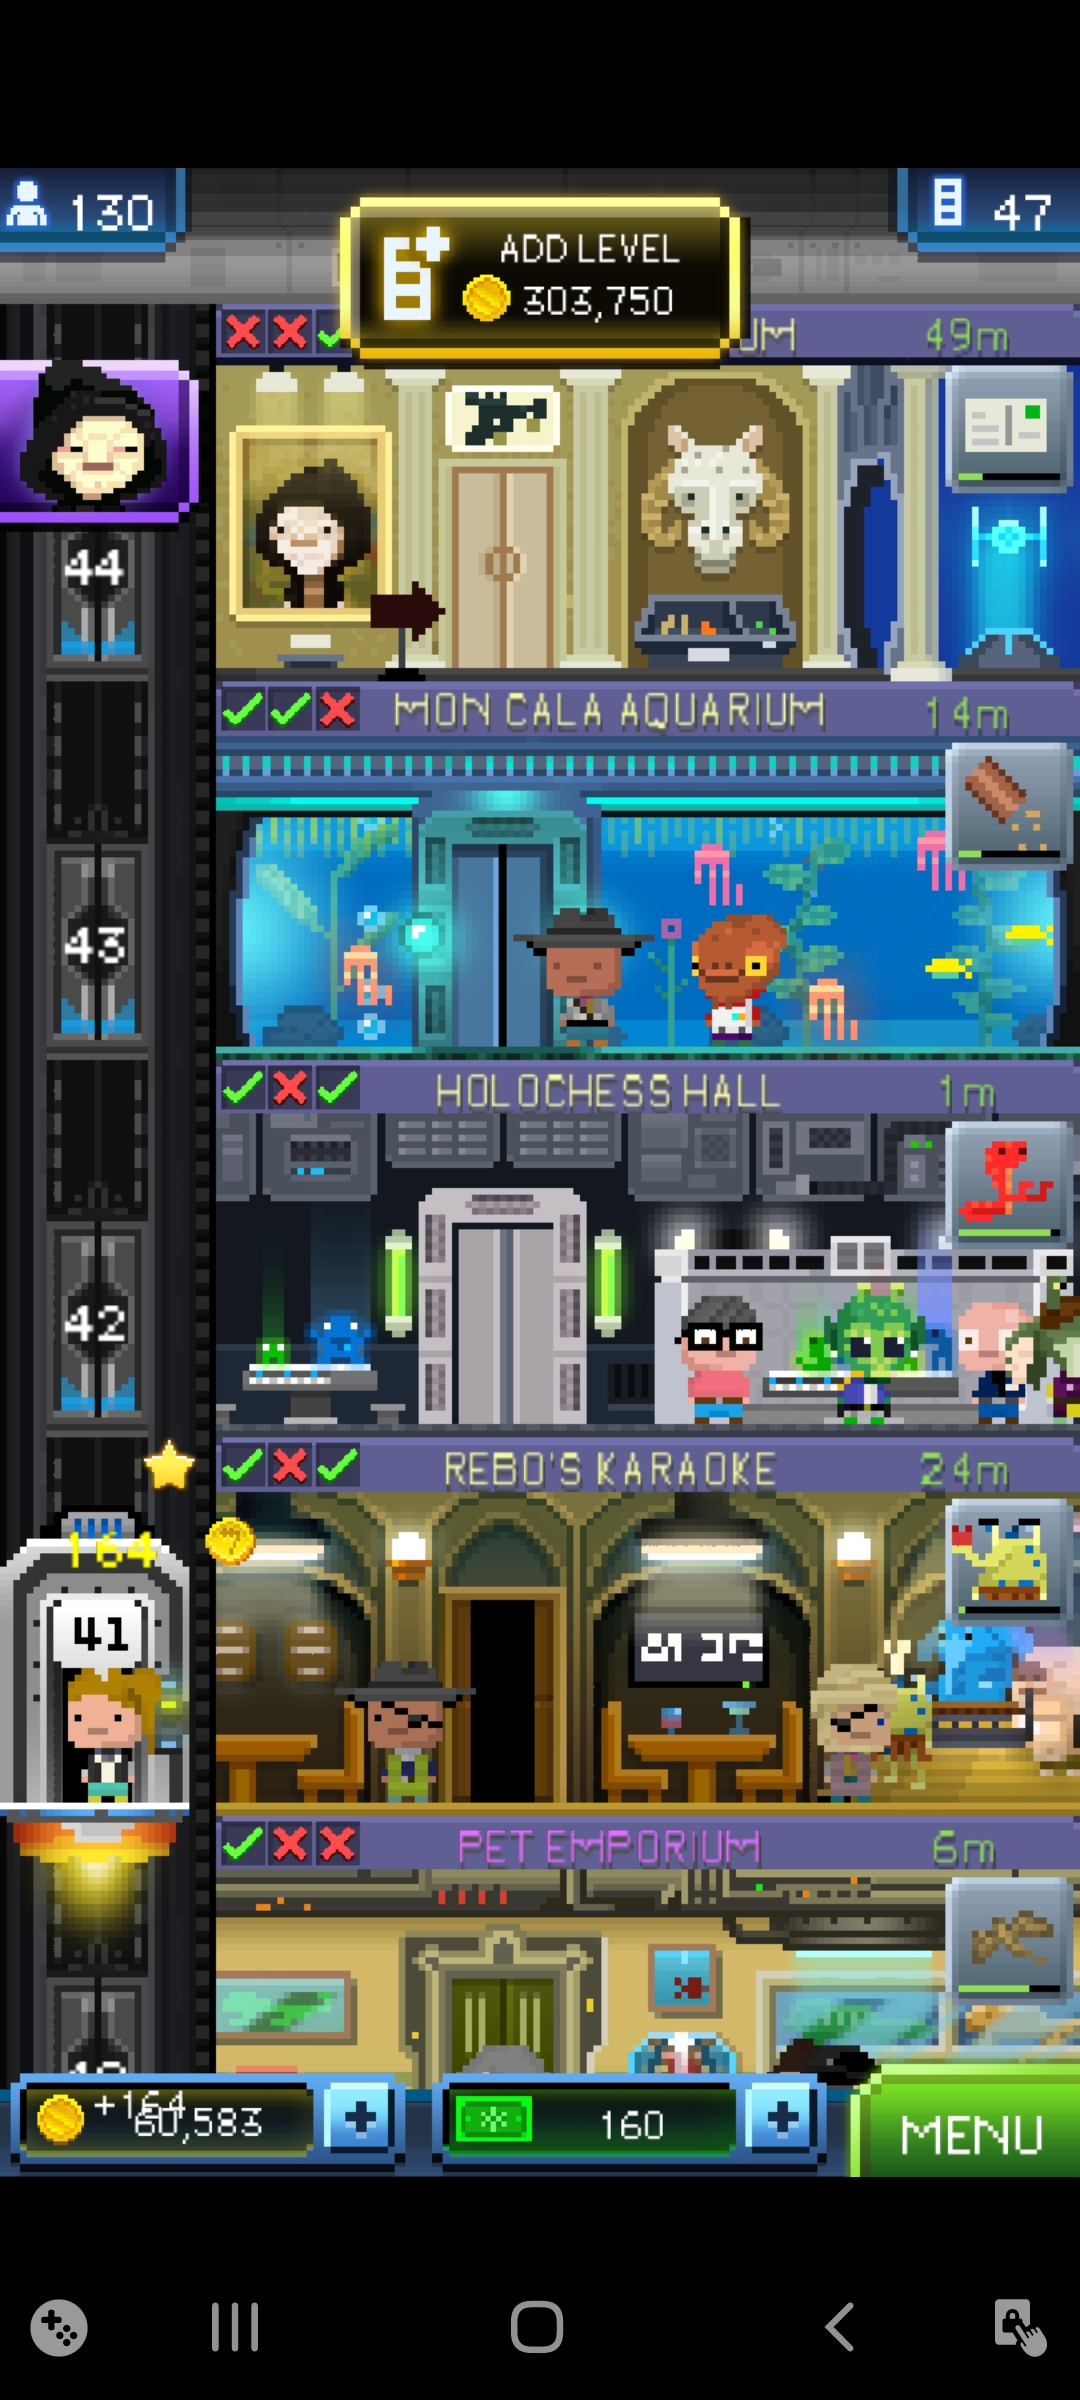 130
ADD LEVEL
303,750
47
UM 49m
44
MON CALA AQUARIUM 14m
43
HOLOCHESS HALL 1m
42
REBO'S KARAOKE 24m
164
41
PET EMPORIUM 6m
+164
60,583
160
MENU